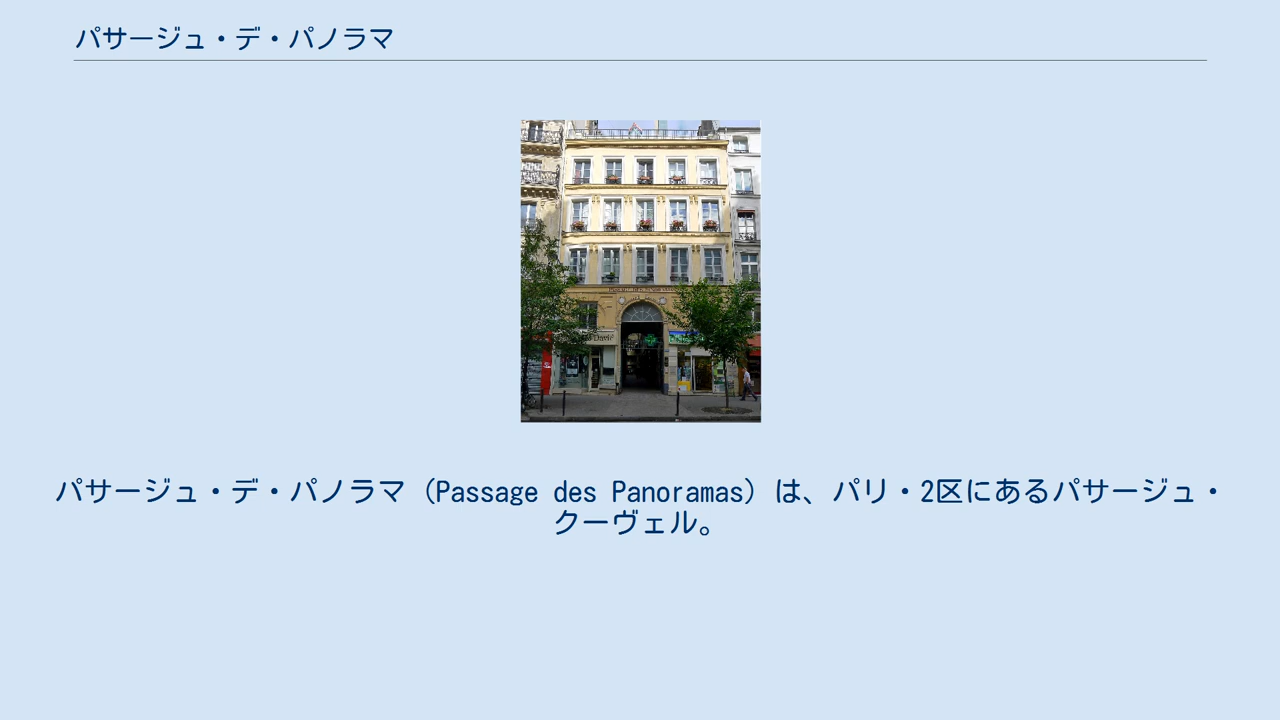 パサージュ・デ・パノラマ
パサージュ・デ・パノラマ（Passage des Panoramas）は、パリ・2区にあるパサージュ・
クーヴェル。